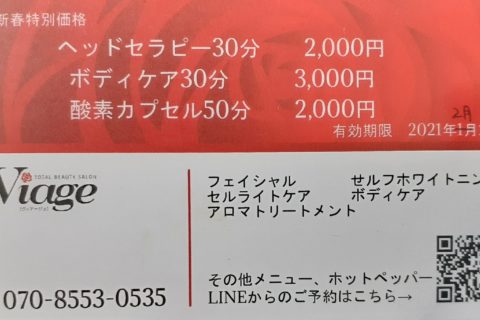 新春特別価格
ヘッドセラピー30分 2,000円
ボディケア30分 3,000円
酸素カプセル50分 2,000円
2月
有効期限 2021年1月
TOTAL BEAUTY SALON
Viage
フェイシャル セルフホワイトニン
セルライトケア ボディケア
アロマトリートメント
その他メニュー、ホットペッパー
LINEからのご予約はこちら→
070-8553-0535